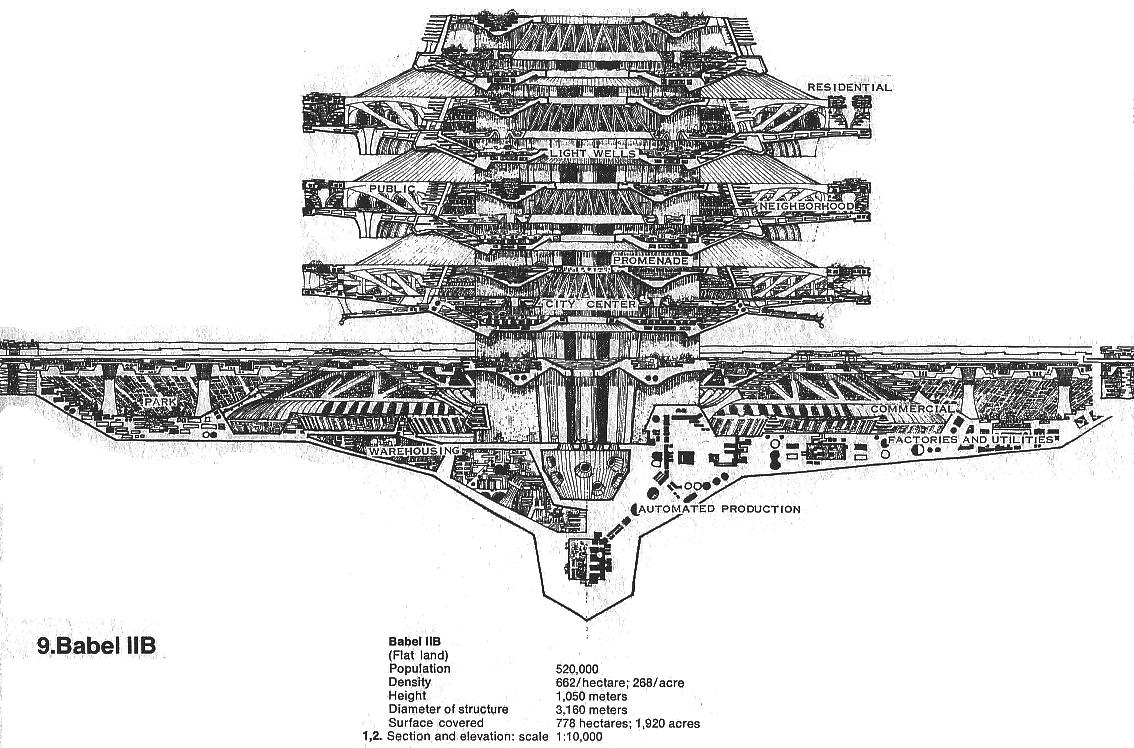 RESIDENTIAL
LIGHT WELLS
PUBLIC
NEIGHBORHOOD
PROMENADE
CITY CENTER
PARK
COMMERCIAL
FACTORIES AND UTILITIES
WAREHOUSING
AUTOMATED PRODUCTION
9.Babel IIB
Babel IIB
(Flat land)
Population 520,000
Density 662/hectare; 268/acre
Height 1,050 meters
Diameter of structure 3,160 meters
Surface covered 778 hectares; 1,920 acres
1,2. Section and elevation: scale 1:10,000